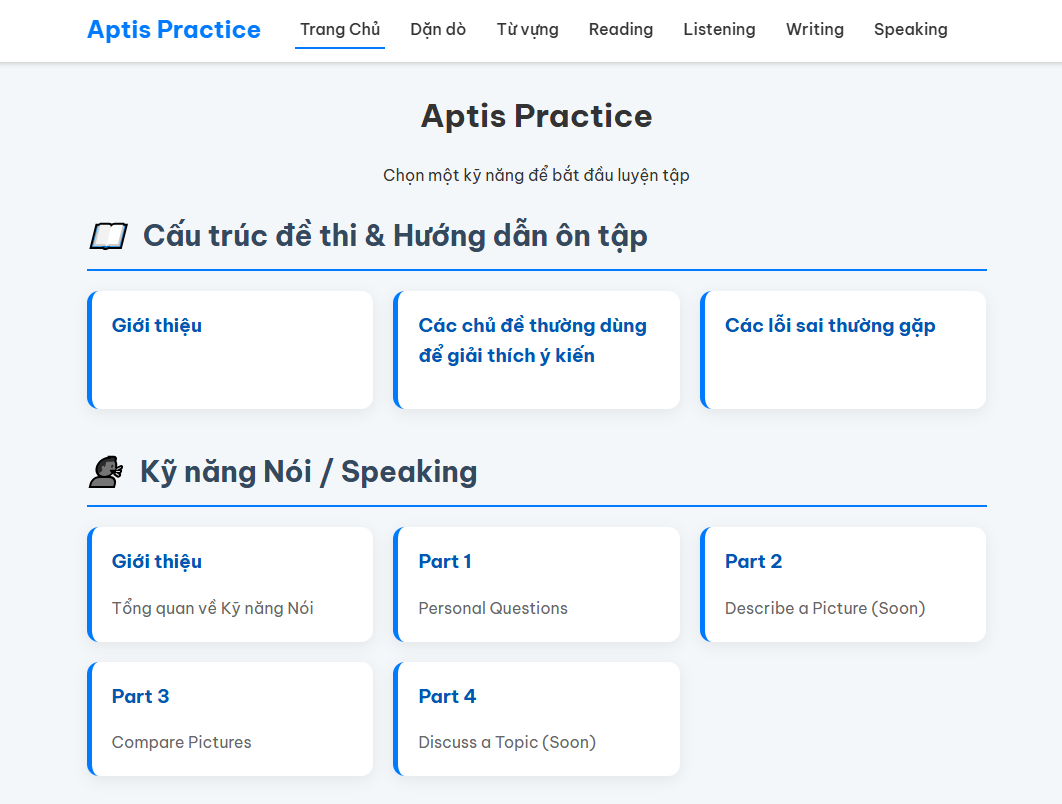 Aptis Practice
Trang Chủ
Dặn dò
Từ vựng
Reading
Listening
Writing
Speaking
Aptis Practice
Chọn một kỹ năng để bắt đầu luyện tập
Cấu trúc đề thi & Hướng dẫn ôn tập
Giới thiệu
Các chủ đề thường dùng
để giải thích ý kiến
Các lỗi sai thường gặp
Kỹ năng Nói / Speaking
Giới thiệu
Tổng quan về Kỹ năng Nói
Part 1
Personal Questions
Part 2
Describe a Picture (Soon)
Part 3
Compare Pictures
Part 4
Discuss a Topic (Soon)